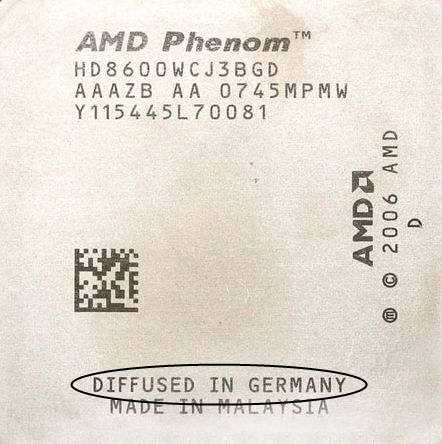 AMD Phenom™
HD8600WCJ3BGD
AAAZB AA 0745MPMW
Y115445L70081
AMD
ⓜ © 2006 AMD
D
DIFFUSED IN GERMANY
MADE IN MALAYSIA